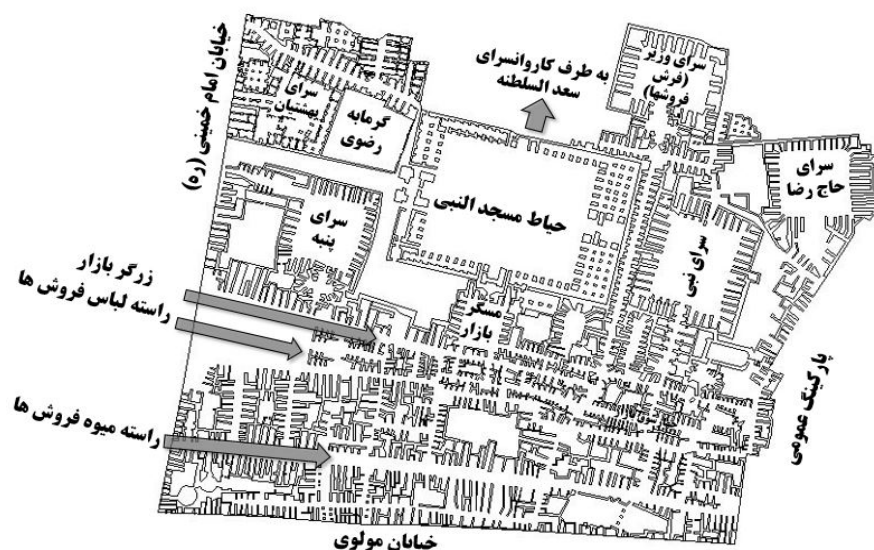 به طرف کاروانسرای
سعد السلطنه
سرای وزیر
(فرش
فروشها)
خیابان امام خمینی (ره)
سرای
بهشتیان
گرمابه
رضوی
سرای
حاج رضا
حیاط مسجد النبی
سرای
پنبه
سرای نبی
زرگر بازار
راسته لباس فروش ها
مسگر
بازار
راسته میوه فروش ها
پارکینگ عمومی
خیابان مولوی